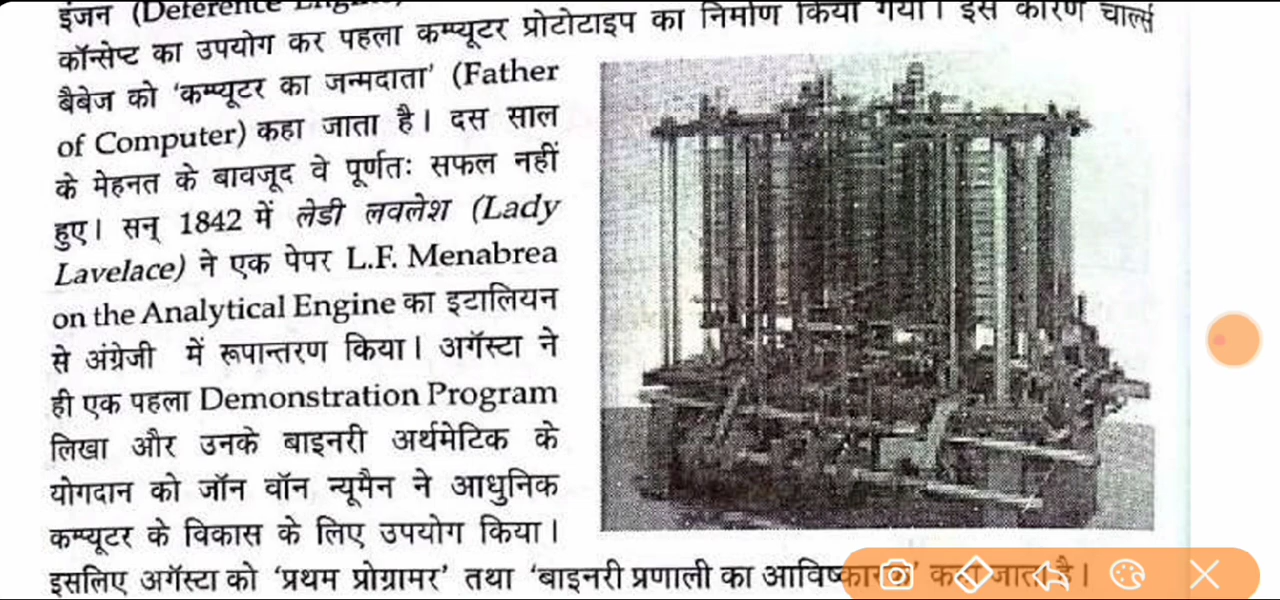 इंजन (Deference
कॉन्सेप्ट का उपयोग कर पहला कम्प्यूटर प्रोटोटाइप का निर्माण किया गया। इस कारण चार्ल्स
बैबेज को 'कम्प्यूटर का जन्मदाता' (Father
of Computer) कहा जाता है। दस साल
के मेहनत के बावजूद वे पूर्णतः सफल नहीं
हुए। सन् 1842 में लेडी लवलेश (Lady
Lavelace) ने एक पेपर L.F. Menabrea
on the Analytical Engine का इटालियन
से अंग्रेजी में रूपान्तरण किया। अगॅस्टा ने
ही एक पहला Demonstration Program
लिखा और उनके बाइनरी अर्थमेटिक के
योगदान को जॉन वॉन न्यूमैन ने आधुनिक
कम्प्यूटर के विकास के लिए उपयोग किया।
इसलिए अगॅस्टा को 'प्रथम प्रोग्रामर' तथा 'बाइनरी प्रणाली का कहा जाता है।